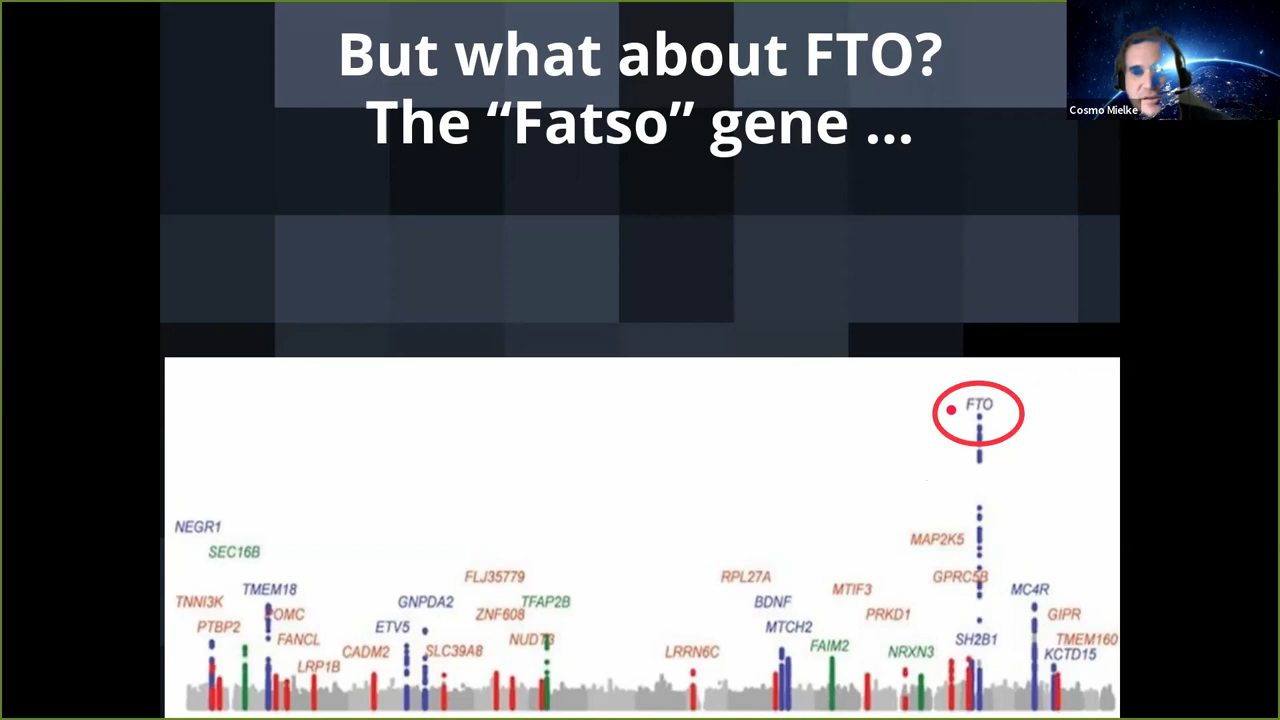 But what about FTO?
The “Fatso” gene ...
Cosmo Mielke
FTO
NEGR1
MAP2K5
SEC16B
FLJ35779
RPL27A
GPRC5B
TMEM18
MTIF3
MC4R
TNNI3K
GNPDA2
TFAP2B
BDNF
POMC
ZNF608
PRKD1
GIPR
PTBP2
ETV5
MTCH2
FANCL
NUDT3
SH2B1
TMEM160
CADM2
SLC39A8
LRRN6C
FAIM2
NRXN3
KCTD15
LRP1B